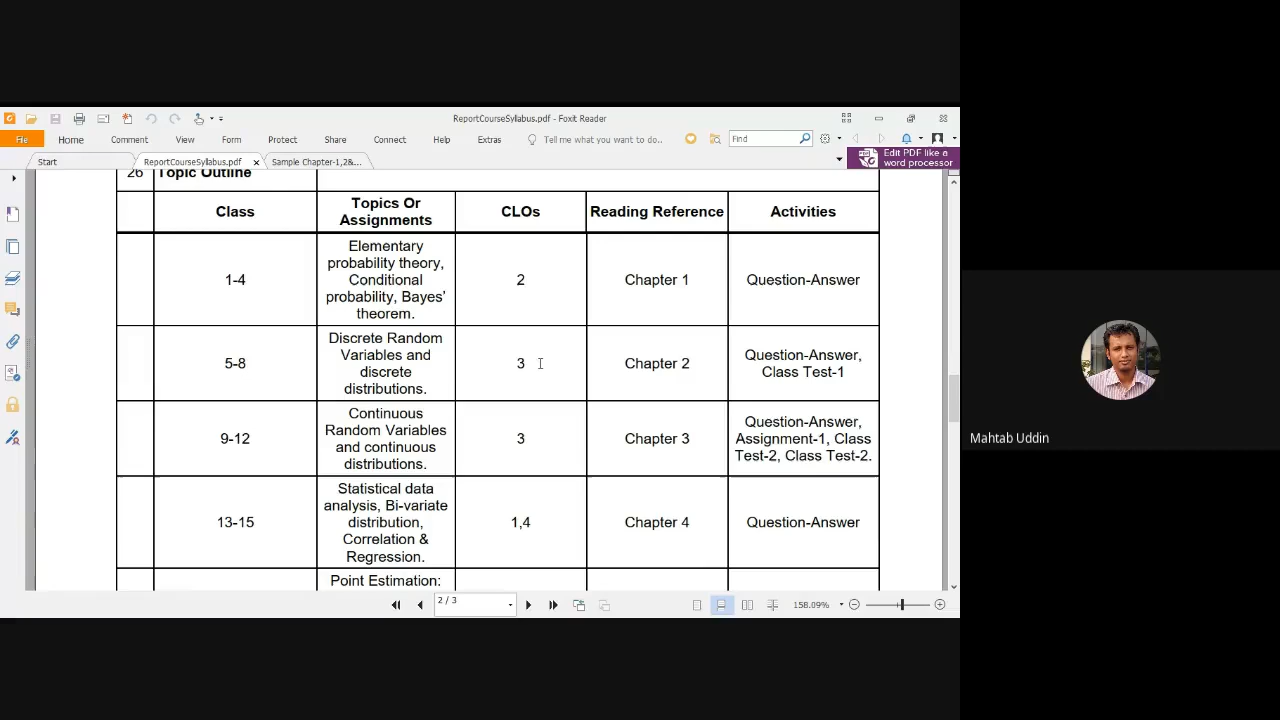 ReportCourseSyllabus.pdf - Foxit Reader
File
Home
Comment
View
Form
Protect
Share
Connect
Help
Extras
Tell me what you want to do..
Find
Start
ReportCourseSyllabus.pdf
Sample Chapter-1,2&...
Edit PDF like a
word processor
26 Topic Outline
Class
Topics Or
Assignments
CLOs
Reading Reference
Activities
1-4
Elementary
probability theory,
Conditional
probability, Bayes'
theorem.
2
Chapter 1
Question-Answer
5-8
Discrete Random
Variables and
discrete
distributions.
3
Chapter 2
Question-Answer,
Class Test-1
9-12
Continuous
Random Variables
and continuous
distributions.
3
Chapter 3
Question-Answer,
Assignment-1, Class
Test-2, Class Test-2.
13-15
Statistical data
analysis, Bi-variate
distribution,
Correlation &
Regression.
1,4
Chapter 4
Question-Answer
Point Estimation:
2 / 3
158.09%
Mahtab Uddin